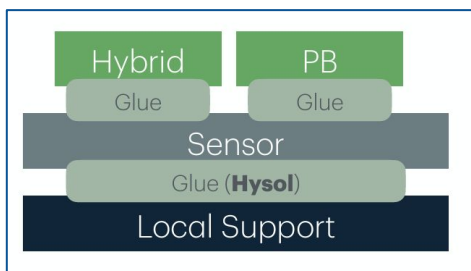 Hybrid PB
Glue Glue
Sensor
Glue (Hysol)
Local Support